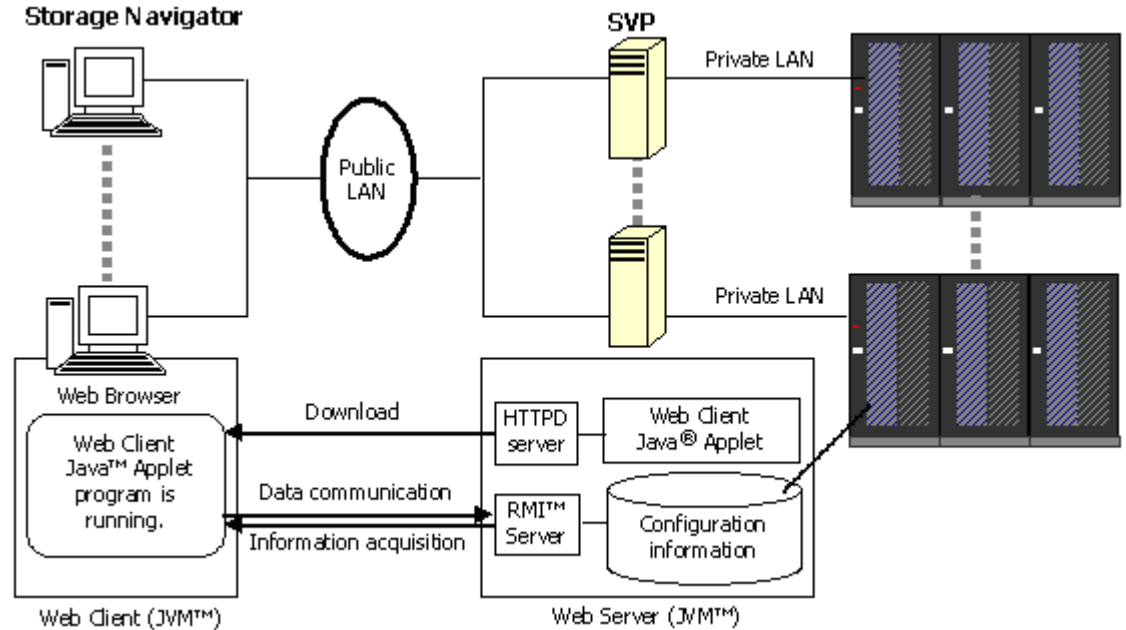 Storage Navigator
SVP
Private LAN
Public
LAN
Private LAN
Web Browser
Web Client
Java™ Applet
program is
running.
Download
HTTPD
server
Web Client
Java® Applet
Data communication
Information acquisition
RMI™
Server
Configuration
information
Web Client (JVM™)
Web Server (JVM™)